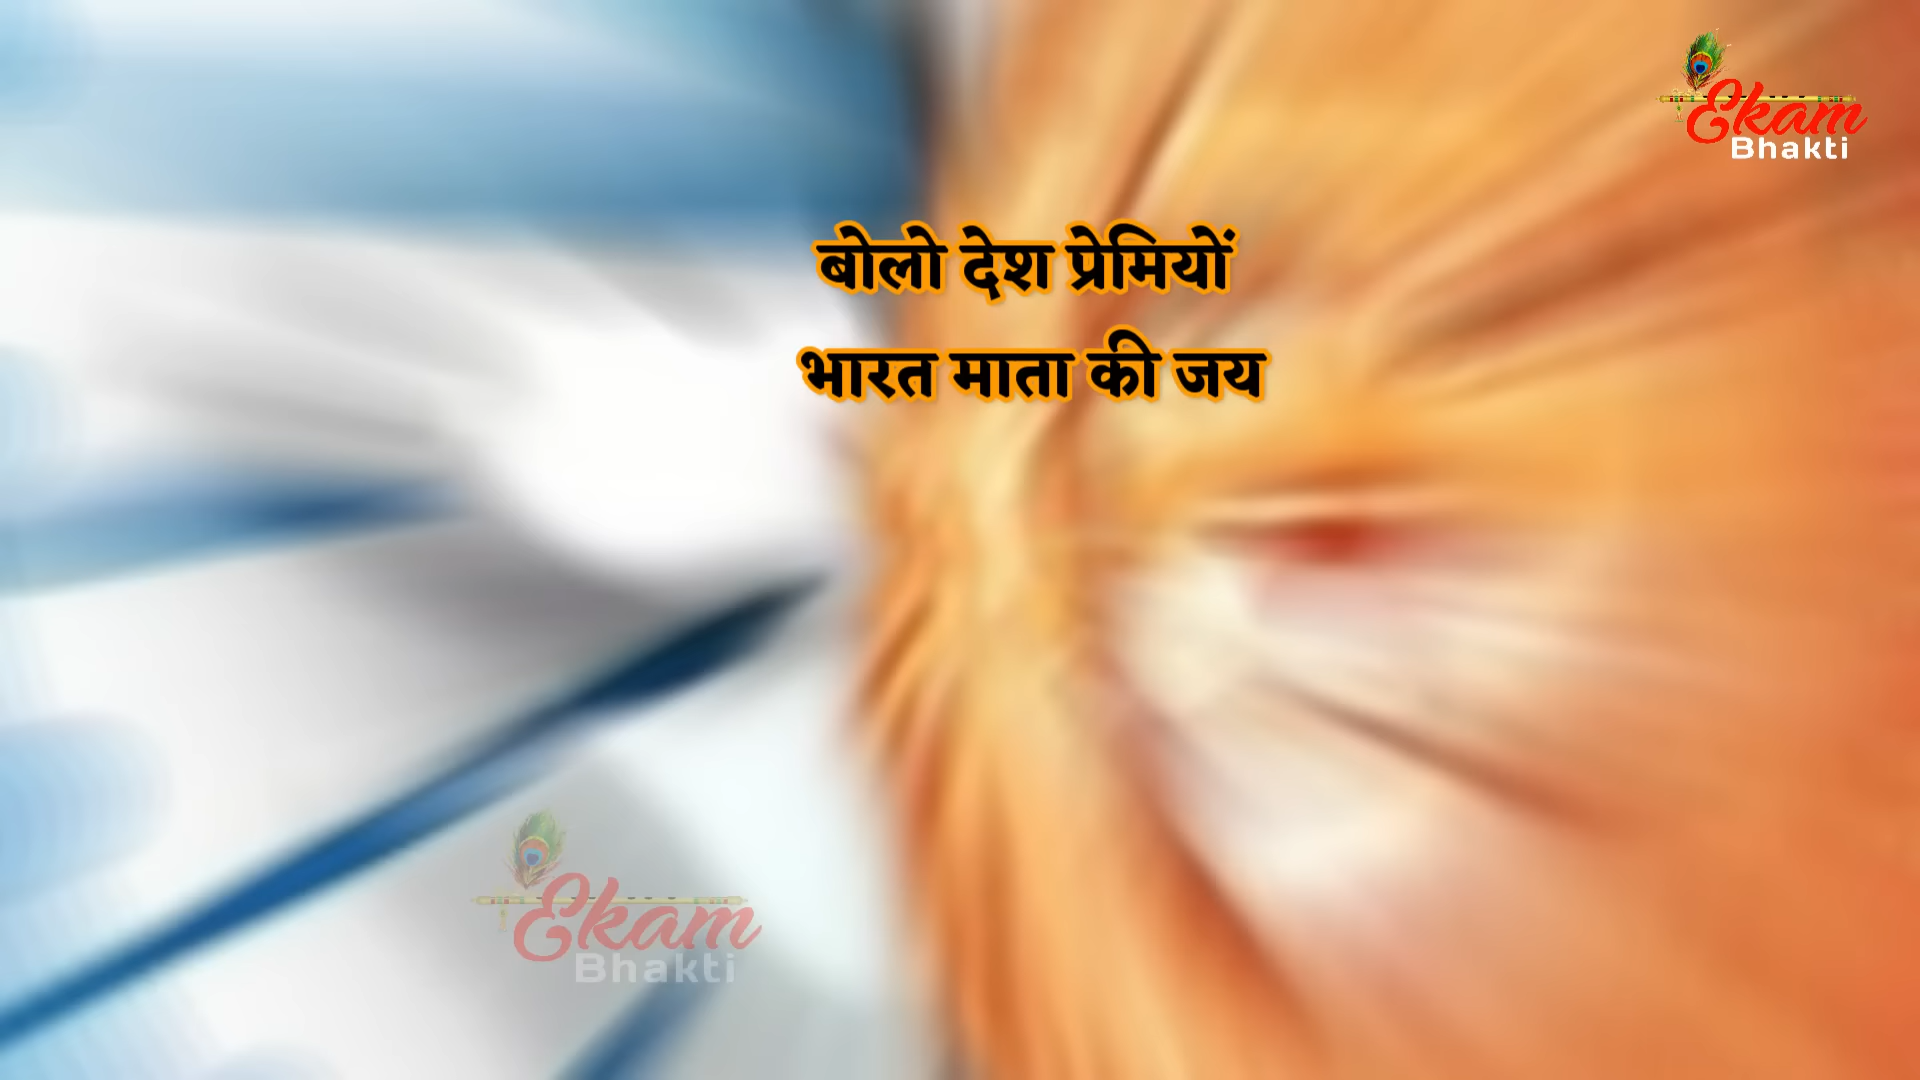 Ekam
Bhakti
बोलो देश प्रेमियों
भारत माता की जय
Ekam
Bhakti